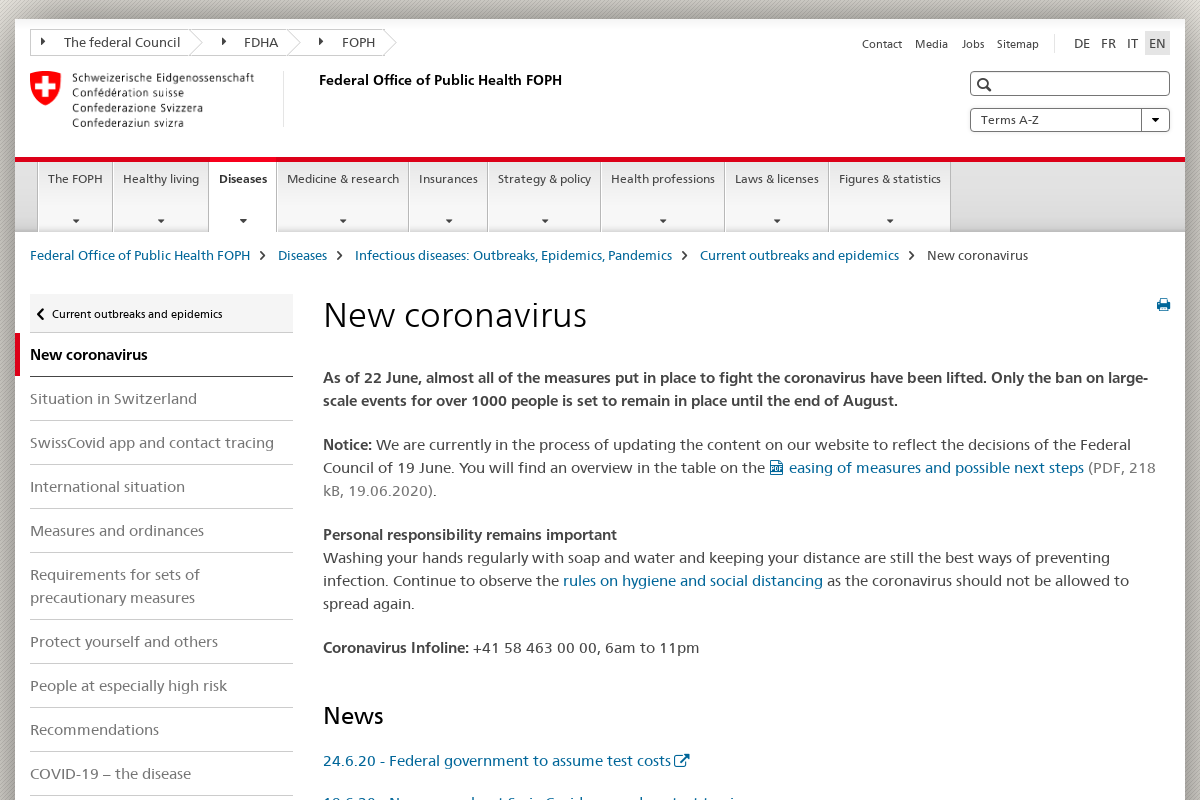 The federal Council
FDHA
FOPH
Contact
Media
Jobs
Sitemap
DE
FR
IT
EN
Schweizerische Eidgenossenschaft
Confédération suisse
Confederazione Svizzera
Confederaziun svizra
Federal Office of Public Health FOPH
Terms A-Z
The FOPH
Healthy living
Diseases
Medicine & research
Insurances
Strategy & policy
Health professions
Laws & licenses
Figures & statistics
Federal Office of Public Health FOPH
Diseases
Infectious diseases: Outbreaks, Epidemics, Pandemics
Current outbreaks and epidemics
New coronavirus
Current outbreaks and epidemics
New coronavirus
Situation in Switzerland
SwissCovid app and contact tracing
International situation
Measures and ordinances
Requirements for sets of
precautionary measures
Protect yourself and others
People at especially high risk
Recommendations
COVID-19 – the disease
New coronavirus
As of 22 June, almost all of the measures put in place to fight the coronavirus have been lifted. Only the ban on large-
scale events for over 1000 people is set to remain in place until the end of August.
Notice: We are currently in the process of updating the content on our website to reflect the decisions of the Federal
Council of 19 June. You will find an overview in the table on the easing of measures and possible next steps (PDF, 218
kB, 19.06.2020).
Personal responsibility remains important
Washing your hands regularly with soap and water and keeping your distance are still the best ways of preventing
infection. Continue to observe the rules on hygiene and social distancing as the coronavirus should not be allowed to
spread again.
Coronavirus Infoline: +41 58 463 00 00, 6am to 11pm
News
24.6.20 - Federal government to assume test costs